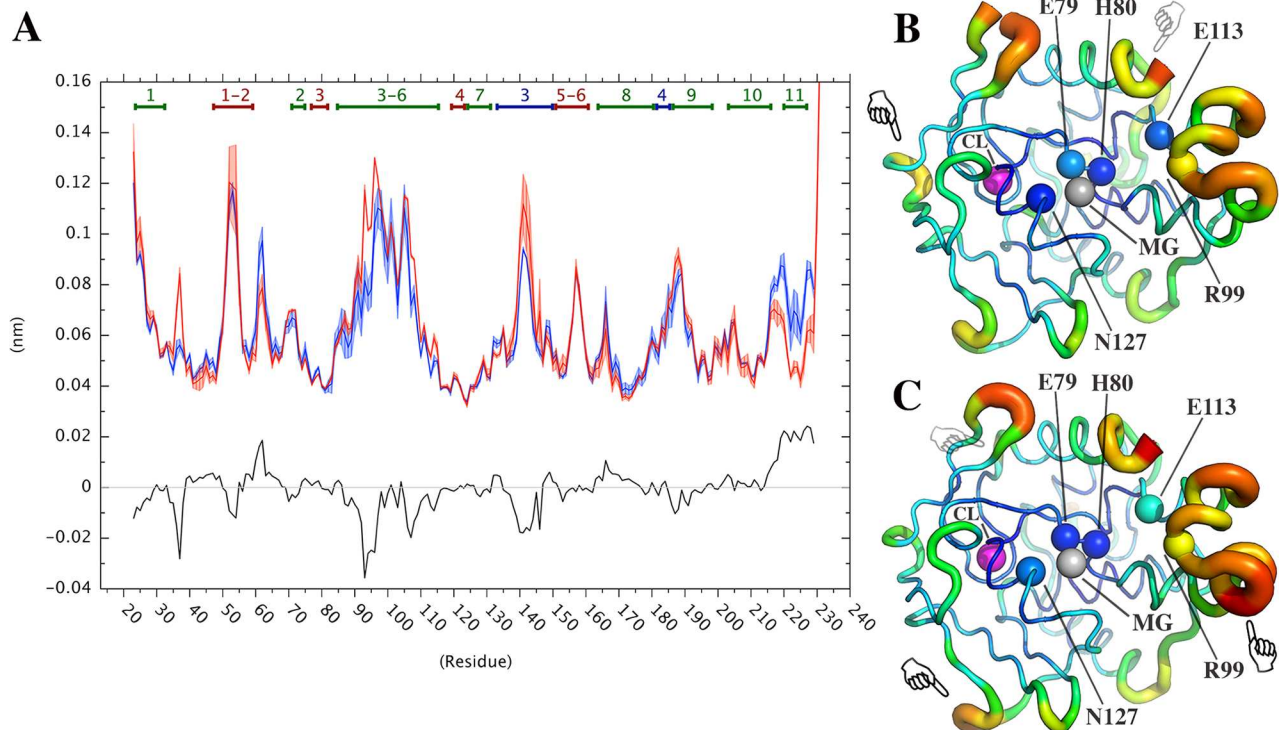 A
0.16
0.14
0.12
0.1
0.08
0.06
0.04
0.02
0
−0.02
−0.04
(nm)
1 1-2 2 3 3-6 4 7 3 5-6 8 4 9 10 11
20 30 40 50 60 70 80 90 100 110 120 130 140 150 160 170 180 190 200 210 220 230 240
(Residue)
B
E79 H80
E113
CL
MG
R99
N127
C
E79 H80
E113
CL
MG
R99
N127